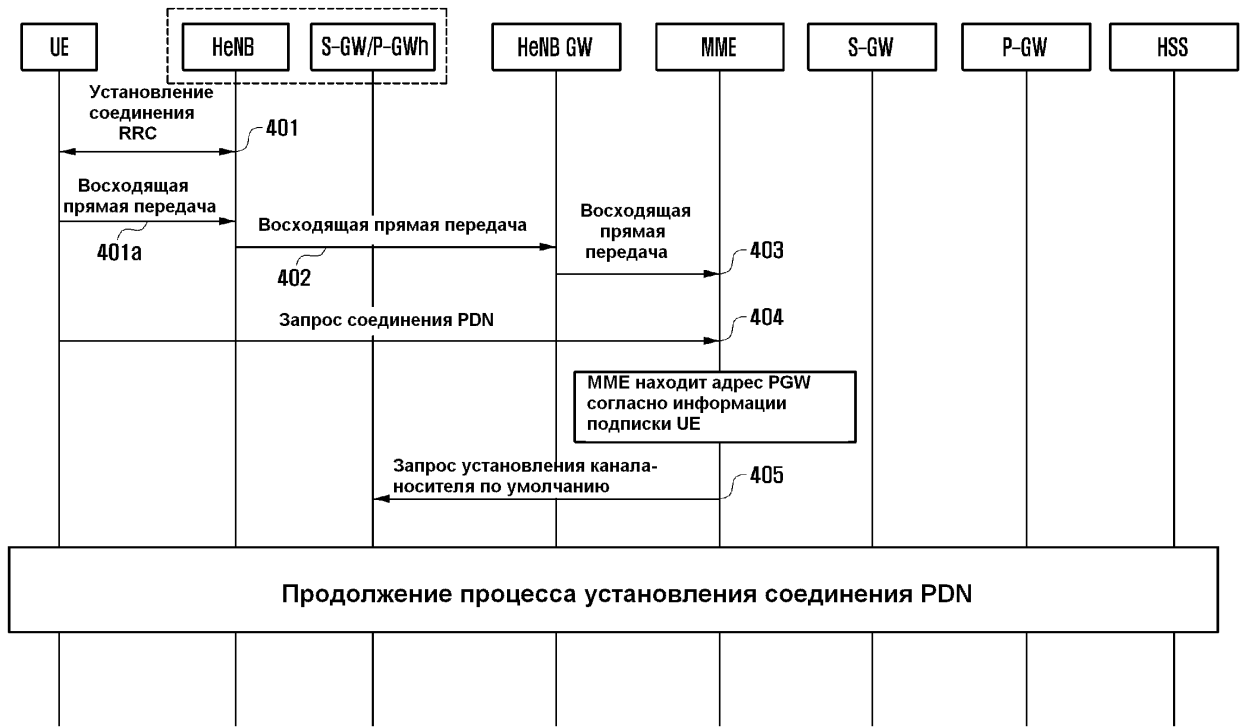 UE
HeNB
S-GW/P-GWh
HeNB GW
MME
S-GW
P-GW
HSS
Установление
соединения
RRC
401
Восходящая
прямая передача
401a
Восходящая прямая передача
402
Восходящая
прямая
передача
403
Запрос соединения PDN
404
MME находит адрес PGW
согласно информации
подписки UE
Запрос установления канала-
носителя по умолчанию
405
Продолжение процесса установления соединения PDN